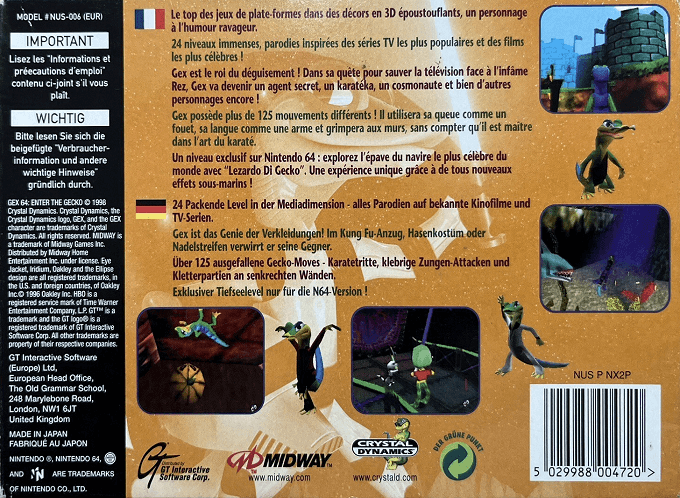 MODEL # NUS-006 (EUR)
IMPORTANT
Lisez les "Informations et
préecautions d'emploi"
contenu ci-joint s'il vous
plaît.
WICHTIG
Bitte lesen Sie sich die
beigefügte "Verbraucher-
information und andere
wichtige Hinweise"
gründlich durch.
GEX 64: ENTER THE GECKO © 1998
Crystal Dynamics. Crystal Dynamics, the
Crystal Dynamics logo, GEX, and the GEX
character are trademarks of Crystal
Dynamics. All rights reserved. MIDWAY is
a trademark of Midway Games Inc.
Distributed by Midway Home
Entertainment Inc. under license. Eye
Jacket, Iridium, Oakley and the Ellipse
design are all registered trademarks, in
the U.S. and foreign countries, of Oakley
Inc.© 1996 Oakley Inc. HBO is a
registered service mark of Time Warner
Entertainment Company, L.P. GT™ is a
trademark and the GT logo® is a
registered trademark of GT Interactive
Software Corp. All other trademarks are
property of their respective companies.
GT Interactive Software
(Europe) Ltd,
European Head Office,
The Old Grammar School,
248 Marylebone Road,
London, NW1 6JT
United Kingdom
MADE IN JAPAN
FABRIQUÉ AU JAPON
NINTENDO ®, NINTENDO 64,
AND N ARE TRADEMARKS
OF NINTENDO CO., LTD.
Le top des jeux de plate-formes dans des décors en 3D époustouflants, un personnage
à l'humour ravageur.
24 niveaux immenses, parodies inspirées des séries TV les plus populaires et des films
les plus célèbres !
Gex est le roi du déguisement ! Dans sa quête pour sauver la télévision face à l'infâme
Rez, Gex va devenir un agent secret, un karatéka, un cosmonaute et bien d'autres
personnages encore !
Gex possède plus de 125 mouvements différents ! Il utilisera sa queue comme un
fouet, sa langue comme une arme et grimpera aux murs, sans compter qu'il est maître
dans l'art du karaté.
Un niveau exclusif sur Nintendo 64 : explorez l'épave du navire le plus célèbre du
monde avec "Lezardo Di Gecko". Une expérience unique grâce à de tous nouveaux
effets sous-marins !
24 Packende Level in der Mediadimension - alles Parodien auf bekannte Kinofilme und
TV-Serien.
Gex ist das Genie der Verkleidungen! Im Kung Fu-Anzug, Hasenkostüm oder
Nadelstreifen verwirrt er seine Gegner.
Über 125 ausgefallene Gecko-Moves - Karatetritte, klebrige Zungen-Attacken und
Kletterpartien an senkrechten Wänden.
Exklusiver Tiefseelevel nur für die N64-Version !
NUS P NX2P
GT
Distributed by
GT Interactive
Software Corp.
MIDWAY™
www.midway.com
CRYSTAL
DYNAMICS
www.crystald.com
DER GRÜNE PUNKT
5 029988 004720 >